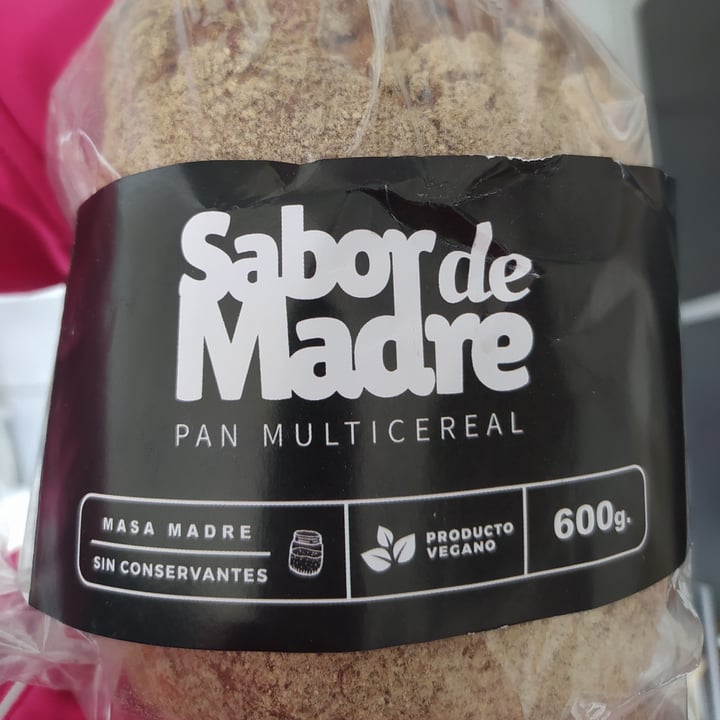 Sabor de
Madre
PAN MULTICEREAL
MASA MADRE
SIN CONSERVANTES
PRODUCTO
VEGANO
600g.